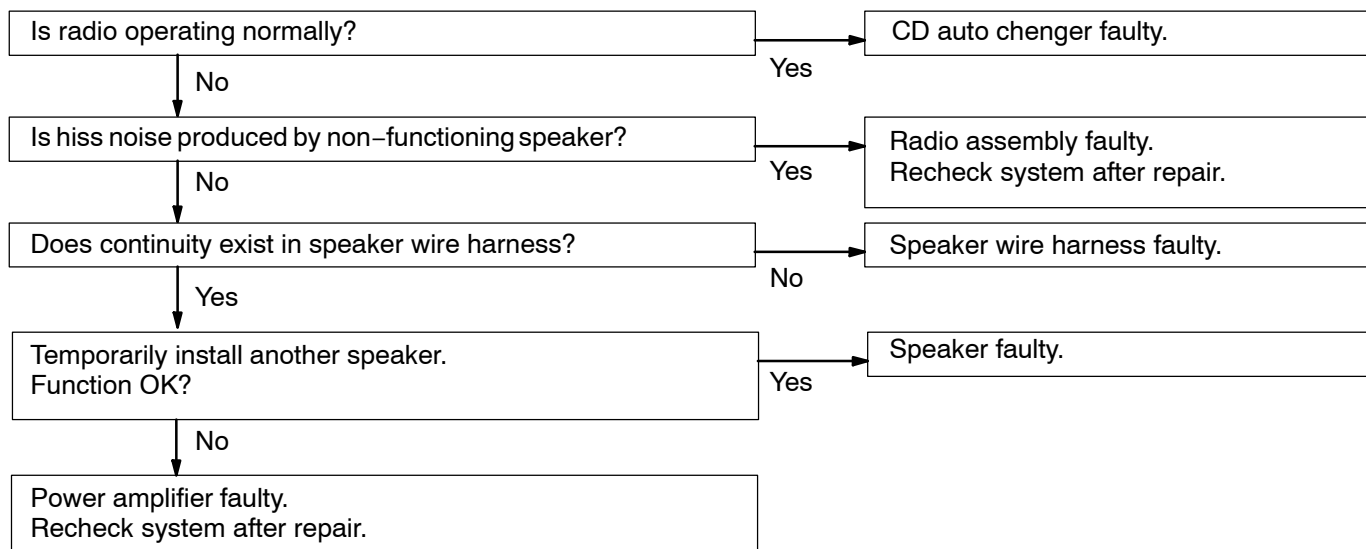 Is radio operating normally?
Yes
CD auto chenger faulty.
No
Is hiss noise produced by non−functioning speaker?
Yes
Radio assembly faulty.
Recheck system after repair.
No
Does continuity exist in speaker wire harness?
No
Speaker wire harness faulty.
Yes
Temporarily install another speaker.
Function OK?
Yes
Speaker faulty.
No
Power amplifier faulty.
Recheck system after repair.